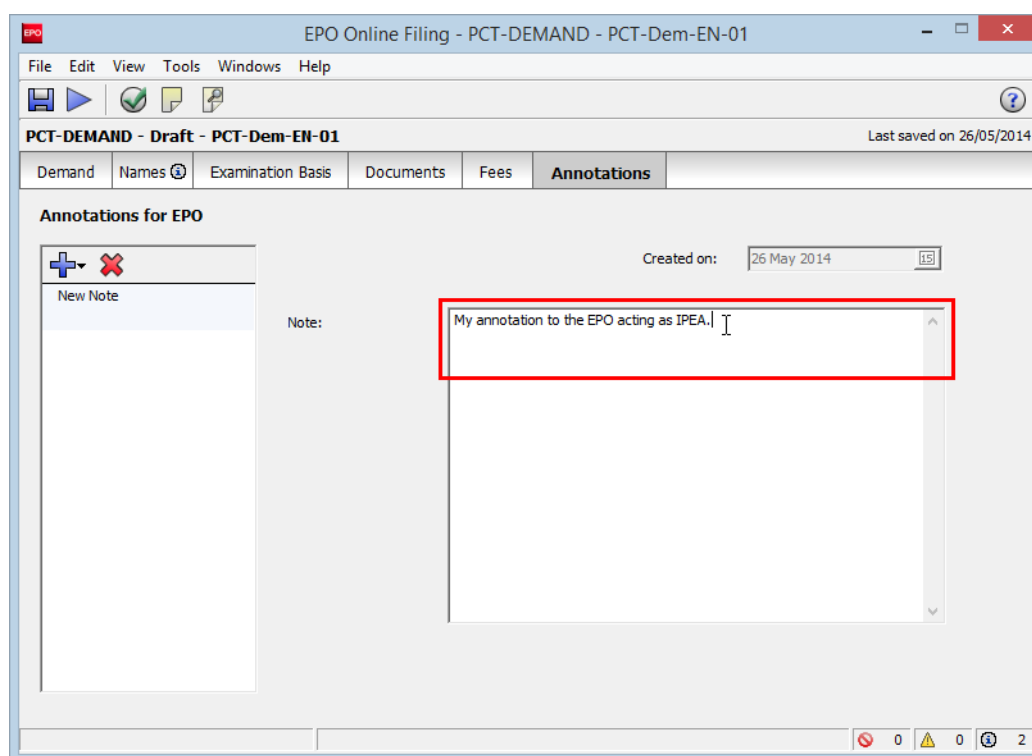 EPO
EPO Online Filing - PCT-DEMAND - PCT-Dem-EN-01
File Edit View Tools Windows Help
PCT-DEMAND - Draft - PCT-Dem-EN-01
Last saved on 26/05/2014
Demand Names Examination Basis Documents Fees Annotations
Annotations for EPO
Created on: 26 May 2014 15
New Note
Note: My annotation to the EPO acting as IPEA.
0 0 2